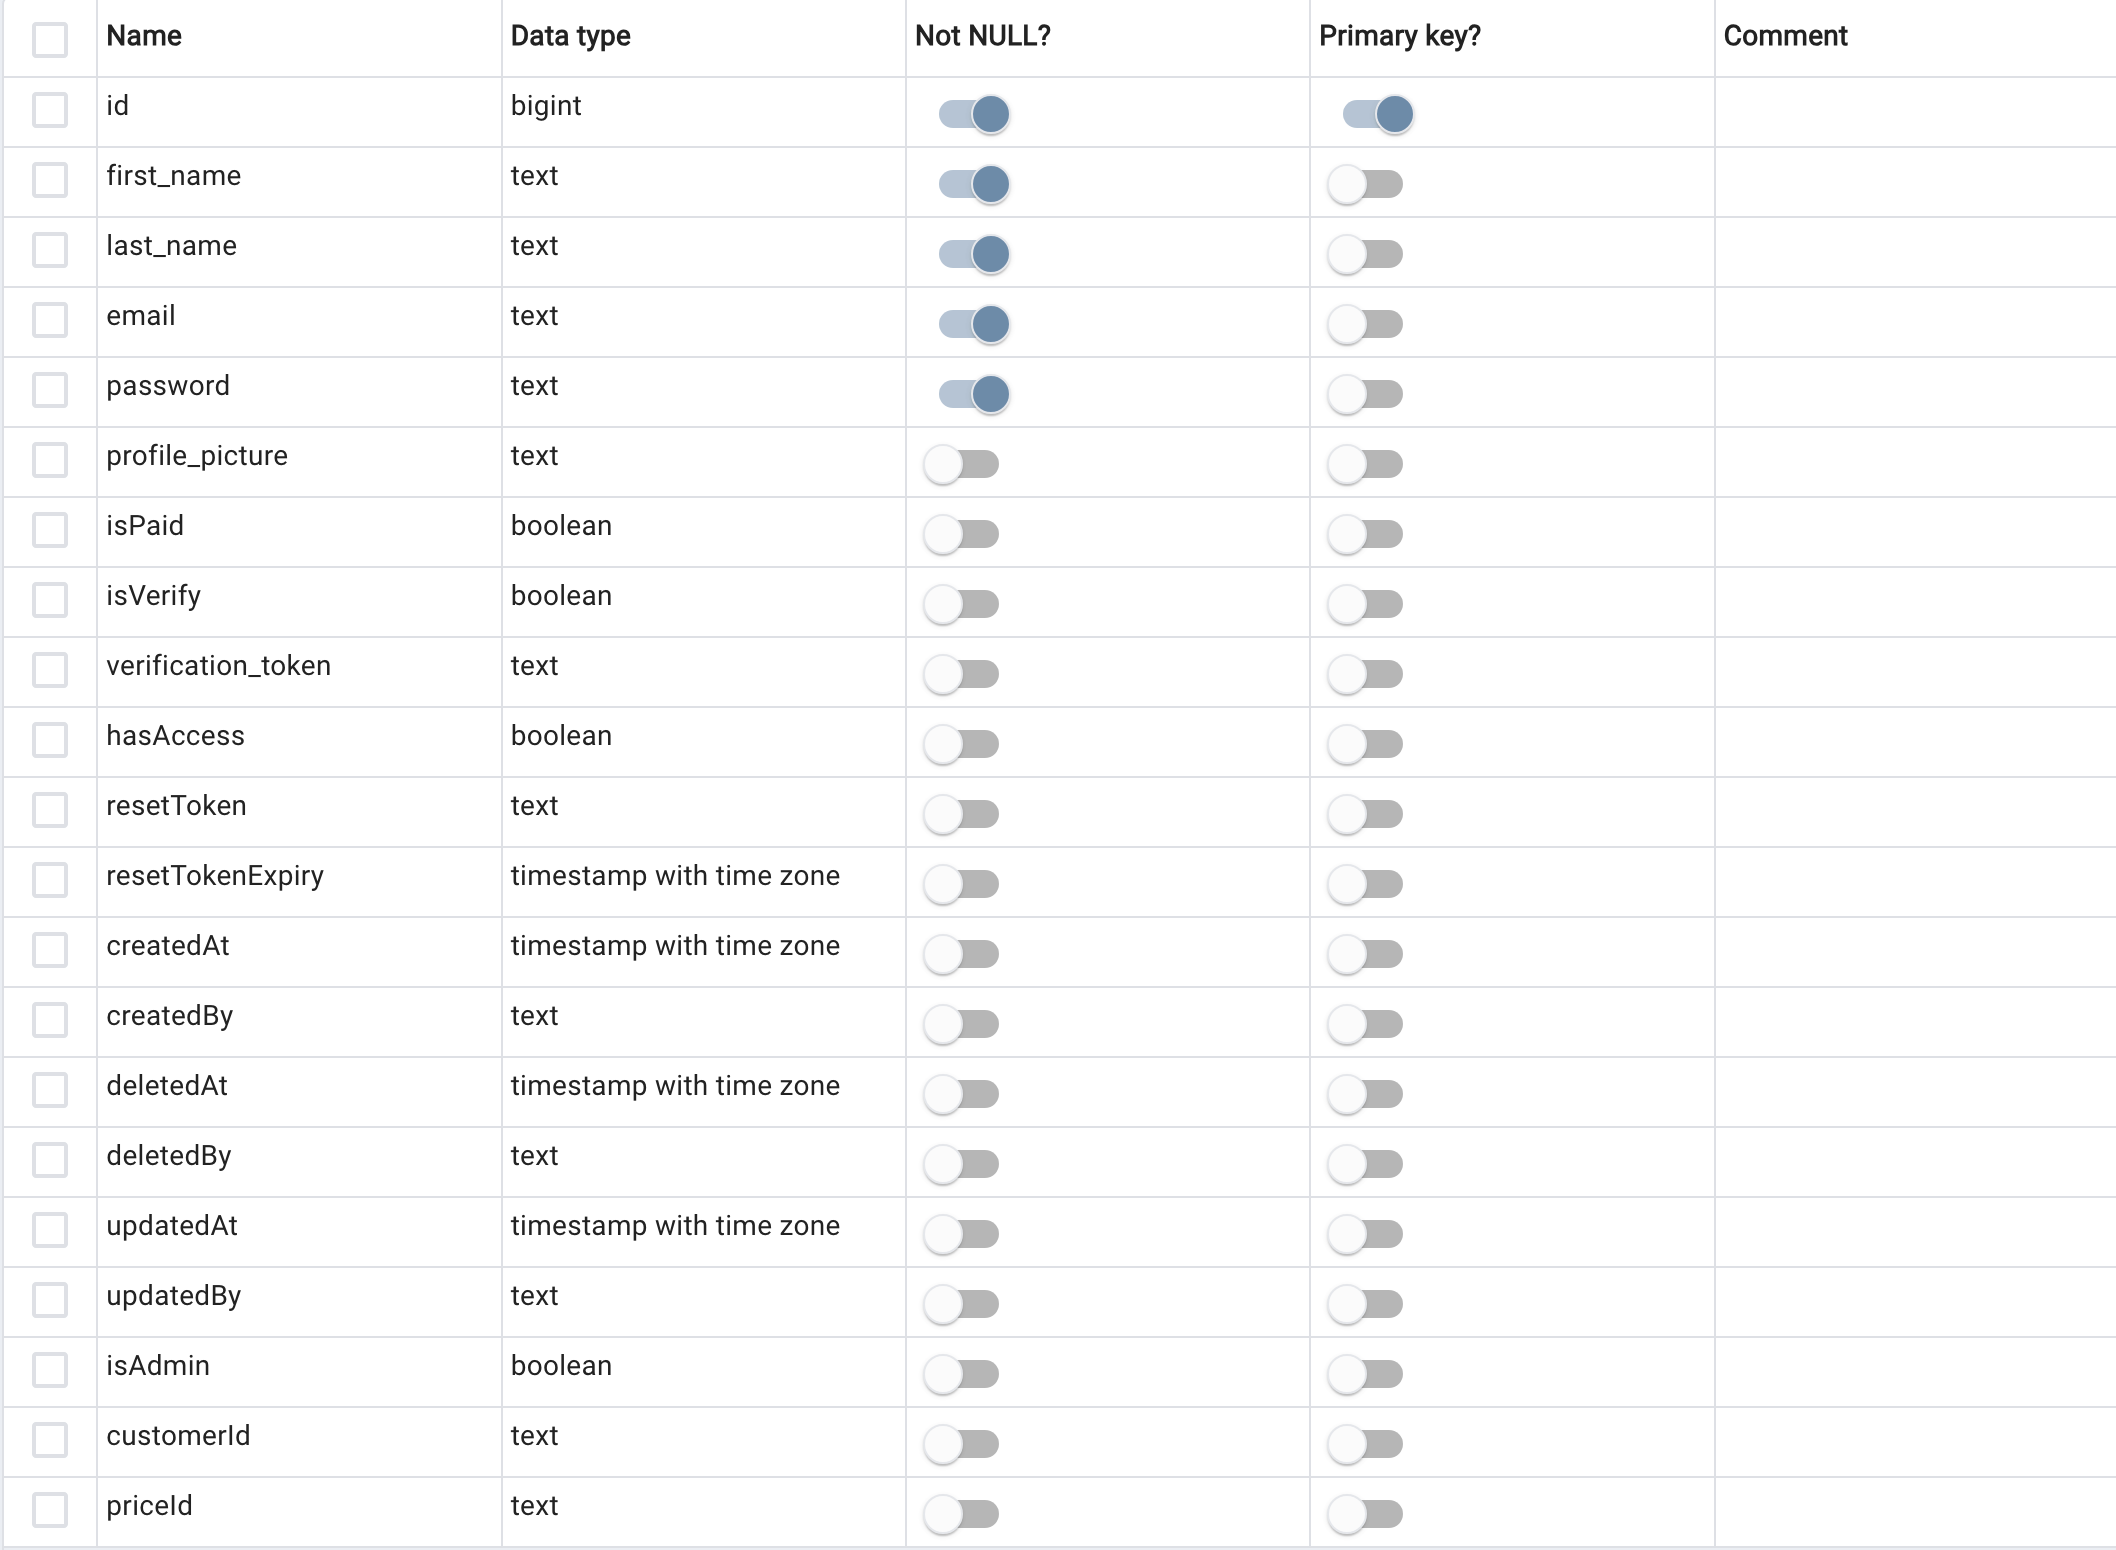 Name Data type Not NULL? Primary key? Comment
id bigint
first_name text
last_name text
email text
password text
profile_picture text
isPaid boolean
isVerify boolean
verification_token text
hasAccess boolean
resetToken text
resetTokenExpiry timestamp with time zone
createdAt timestamp with time zone
createdBy text
deletedAt timestamp with time zone
deletedBy text
updatedAt timestamp with time zone
updatedBy text
isAdmin boolean
customerId text
priceId text